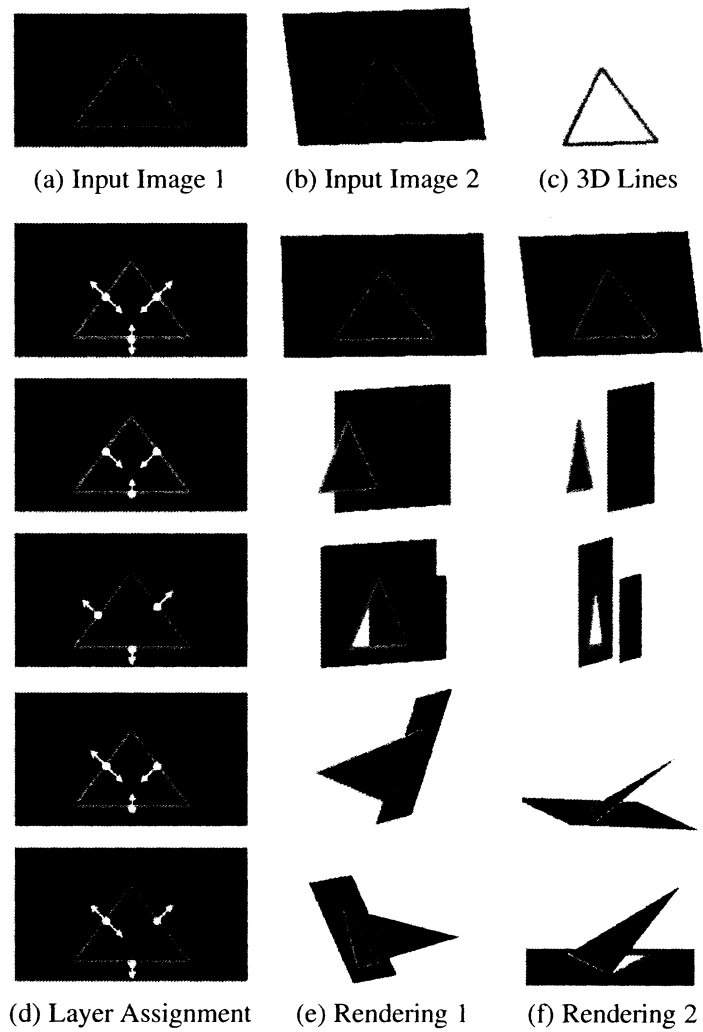 (a) Input Image 1
(b) Input Image 2
(c) 3D Lines
(d) Layer Assignment
(e) Rendering 1
(f) Rendering 2